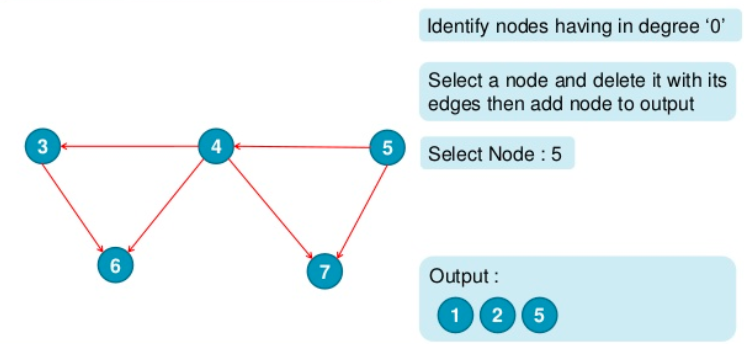 Identify nodes having in degree ‘0’
Select a node and delete it with its
edges then add node to output
3
4
5
Select Node : 5
6
7
Output :
1 2 5